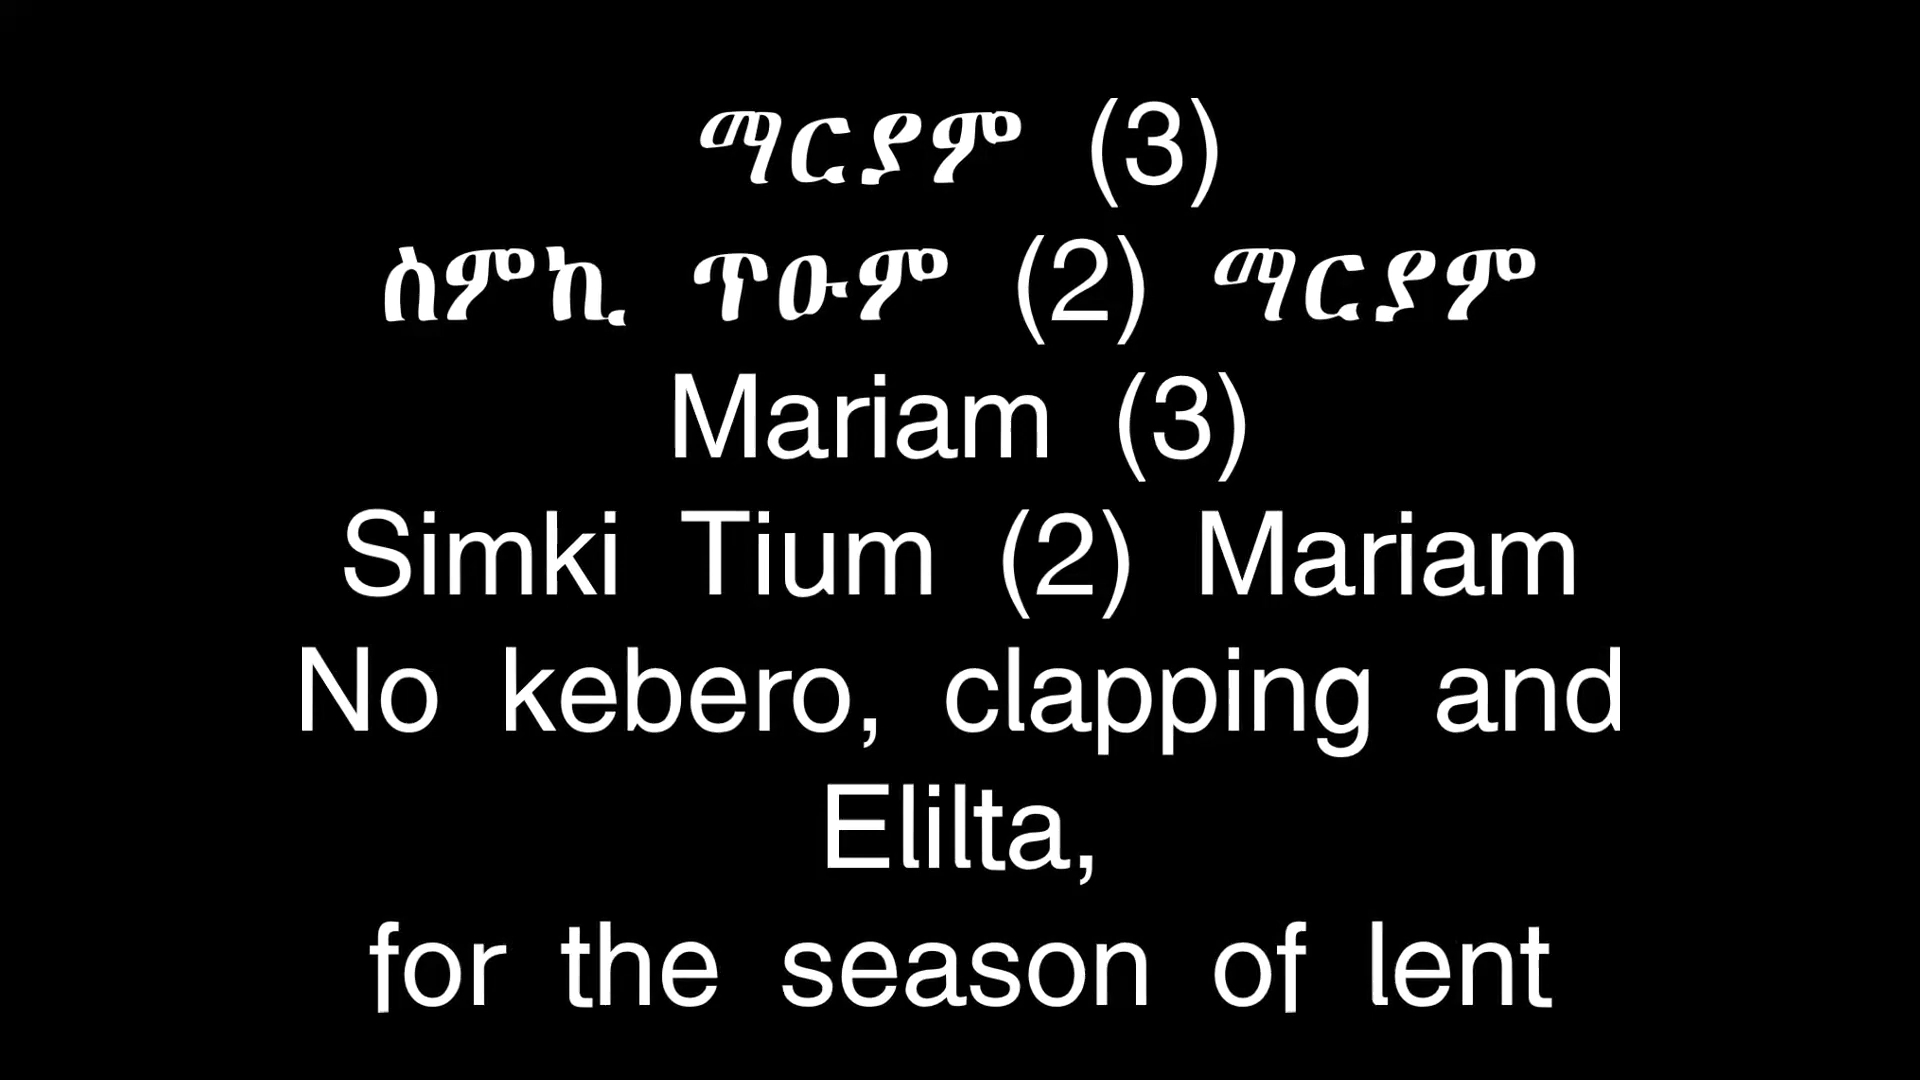 ማርያም (3)
ስምኪ ጥዑም (2) ማርያም
Mariam (3)
Simki Tium (2) Mariam
No kebero, clapping and
Elilta,
for the season of lent